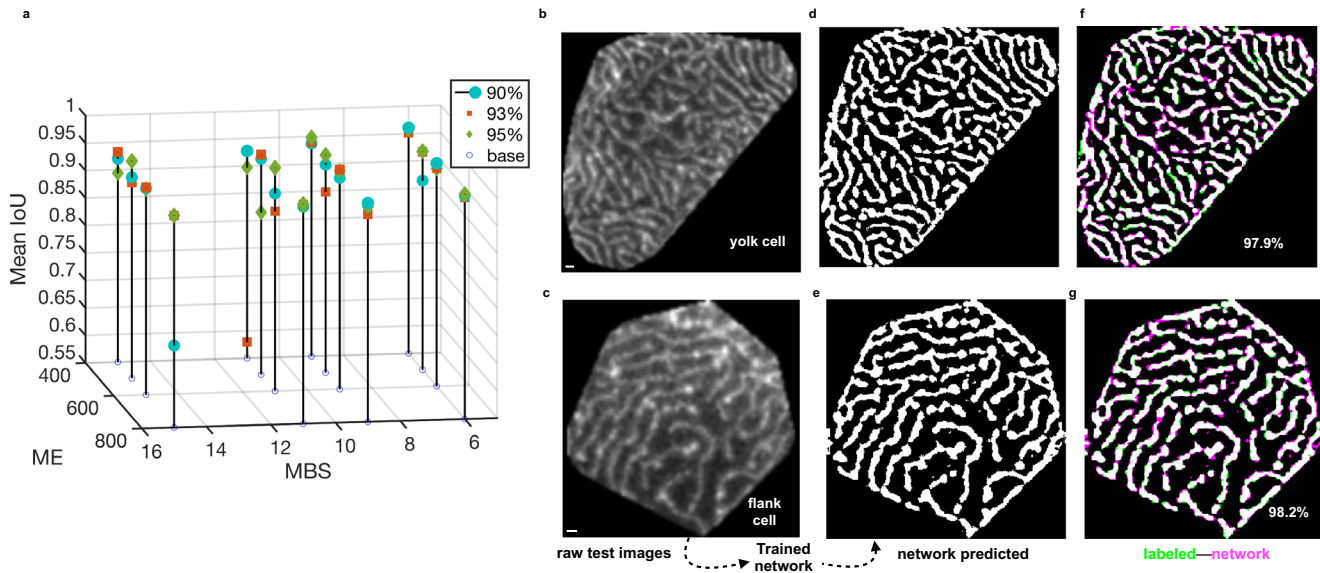 a
1
0.95
0.9
0.85
0.8
0.75
0.7
0.65
0.6
0.55
Mean IoU
400
600
800
ME
16
14
12
10
8
6
MBS
90%
93%
95%
base
b
yolk cell
c
flank
cell
raw test images
Trained
network
d
e
network predicted
f
97.9%
g
98.2%
labeled—network